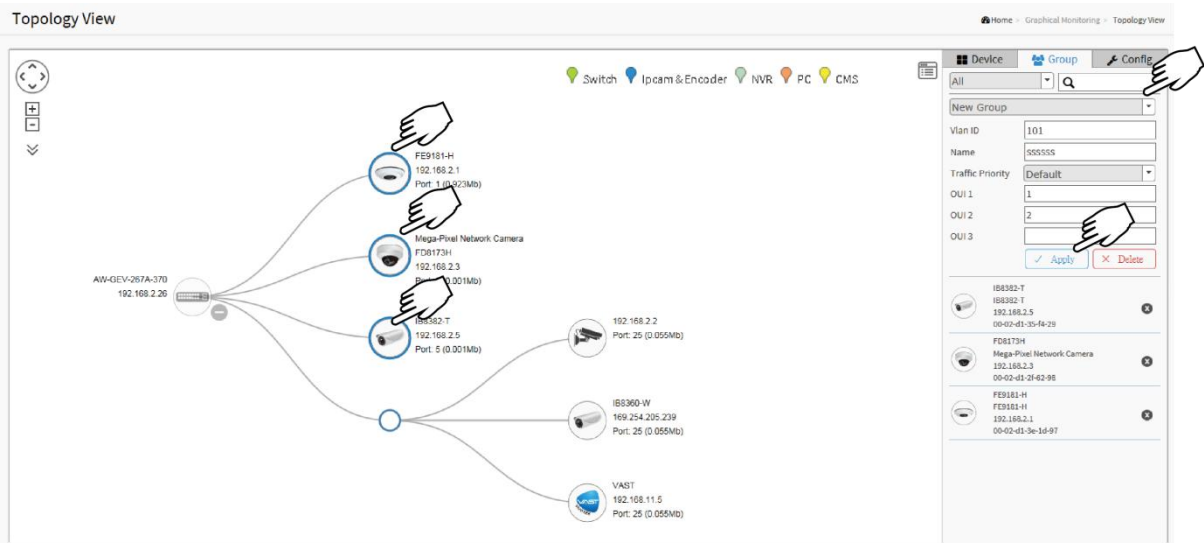 Topology View
Home > Graphical Monitoring > Topology View
Switch Ipcam & Encoder NVR PC CMS
Device Group Config
All
New Group
Vlan ID 101
Name ssssss
Traffic Priority Default
OUI 1 1
OUI 2 2
OUI 3
Apply Delete
FE9181-H
192.168.2.1
Port: 1 (0.923Mb)
Mega-Pixel Network Camera
FD8173H
192.168.2.3
(0.001Mb)
AW-GEV-267A-370
192.168.2.26
IB8382-T
192.168.2.5
Port: 5 (0.001Mb)
192.168.2.2
Port: 25 (0.055Mb)
IB8360-W
169.254.205.239
Port: 25 (0.055Mb)
VAST
192.168.11.5
Port: 25 (0.055Mb)
IB8382-T
IB8382-T
192.168.2.5
00-02-d1-35-f4-29
FD8173H
Mega-Pixel Network Camera
192.168.2.3
00-02-d1-2f-62-98
FE9181-H
FE9181-H
192.168.2.1
00-02-d1-3e-1d-97